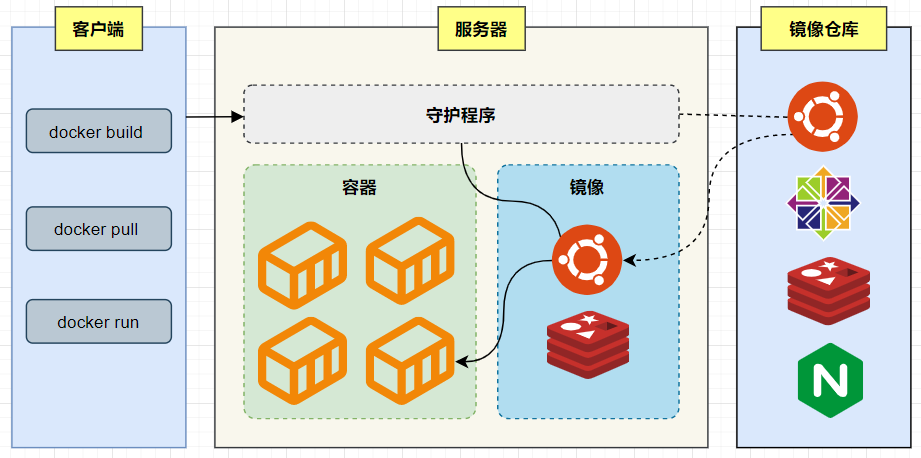 客户端
服务器
镜像仓库
docker build
守护程序
容器
镜像
docker pull
docker run
N